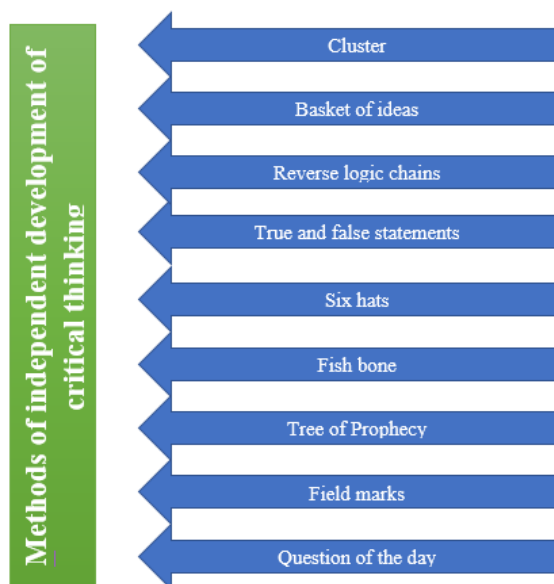 Methods of independent development of
critical thinking
Cluster
Basket of ideas
Reverse logic chains
True and false statements
Six hats
Fish bone
Tree of Prophecy
Field marks
Question of the day